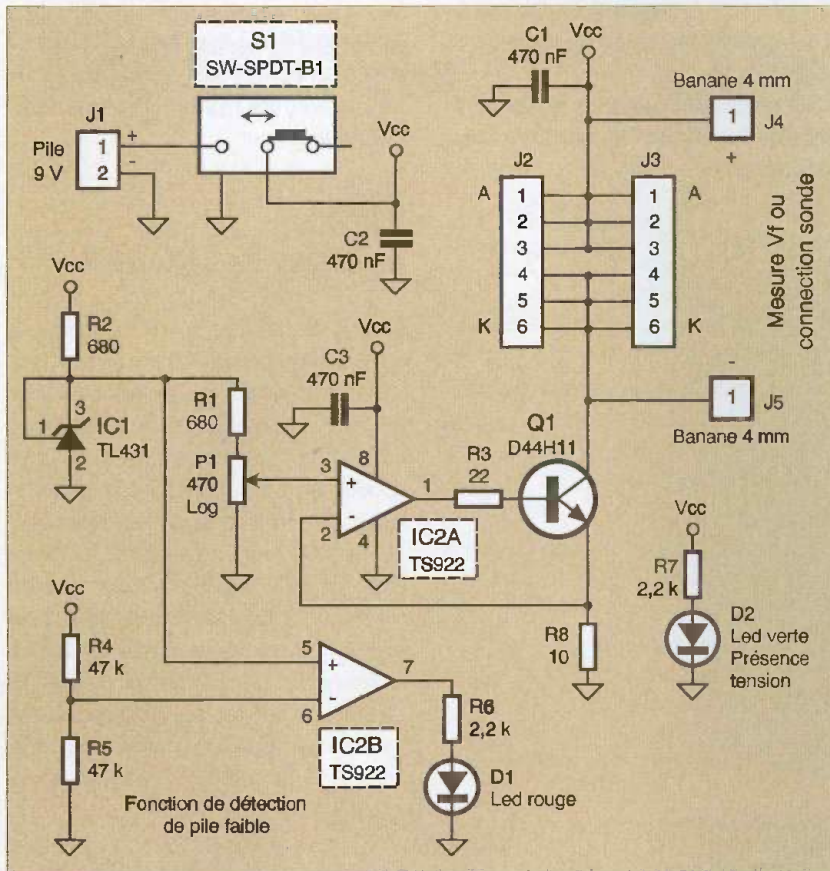 S1
SW-SPDT-B1
J1
Pile
9 V
1
2
+
-
Vcc
C2
470 nF
C1
470 nF
Vcc
Banane 4 mm
1
J4
+
J2
J3
A
1
2
3
4
5
6
K
1
2
3
4
5
6
A
K
Mesure Vf ou
connection sonde
-
1
J5
Banane 4 mm
Vcc
R2
680
1
3
2
IC1
TL431
R1
680
P1
470
Log
C3
470 nF
Vcc
3
+
2
-
8
4
1
IC2A
TS922
R3
22
Q1
D44H11
R8
10
Vcc
R7
2,2 k
D2
Led verte
Présence
tension
Vcc
R4
47 k
R5
47 k
5
+
6
-
7
IC2B
TS922
R6
2,2 k
D1
Led rouge
Fonction de détection
de pile faible